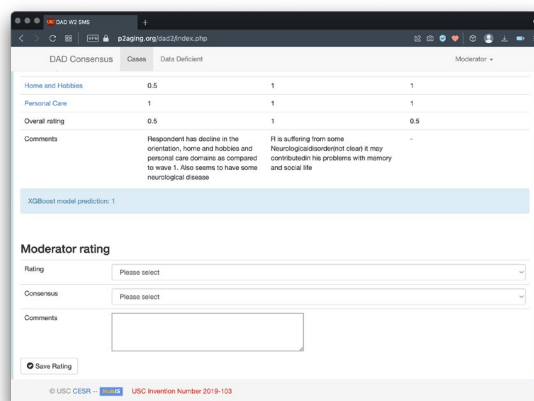 USC DAD W2 SMS
+
VPN p2aging.org/dad2/index.php
DAD Consensus Cases Data Deficient Moderator
Home and Hobbies 0.5 1 1
Personal Care 1 1 1
Overall rating 0.5 1 0.5
Comments Respondent has decline in the R is suffering from some -
orientation, home and hobbies and Neurologicaldisorder(not clear) it may
personal care domains as compared contributedin his problems with memory
to wave 1. Also seems to have some and social life
neurological disease
XGBoost model prediction: 1
Moderator rating
Rating Please select
Consensus Please select
Comments
Save Rating
© USC CESR -- NubiS USC Invention Number 2019-103